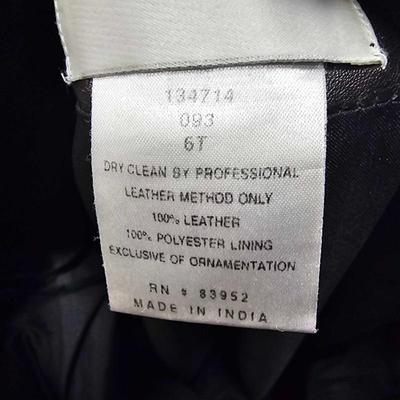 134714
093
6T
DRY CLEAN BY PROFESSIONAL
LEATHER METHOD ONLY
100% LEATHER
100% POLYESTER LINING
EXCLUSIVE OF ORNAMENTATION
RN # 83952
MADE IN INDIA